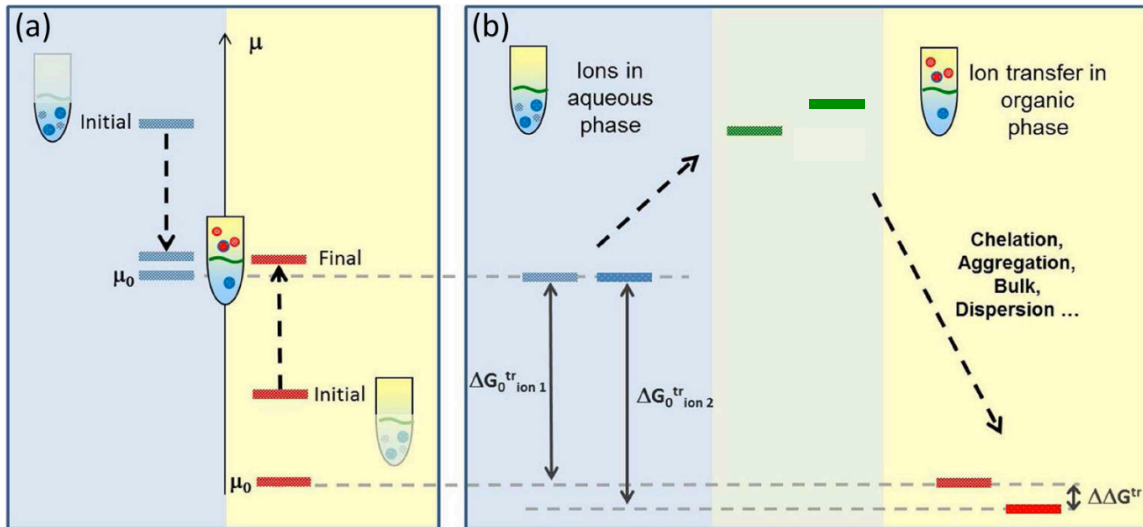 (a)
μ
Initial
μ₀
Final
Initial
μ₀
(b)
Ions in
aqueous
phase
Ion transfer in
organic
phase
Chelation,
Aggregation,
Bulk,
Dispersion ...
ΔG₀ᵗʳ ion 1
ΔG₀ᵗʳ ion 2
ΔΔGᵗʳ